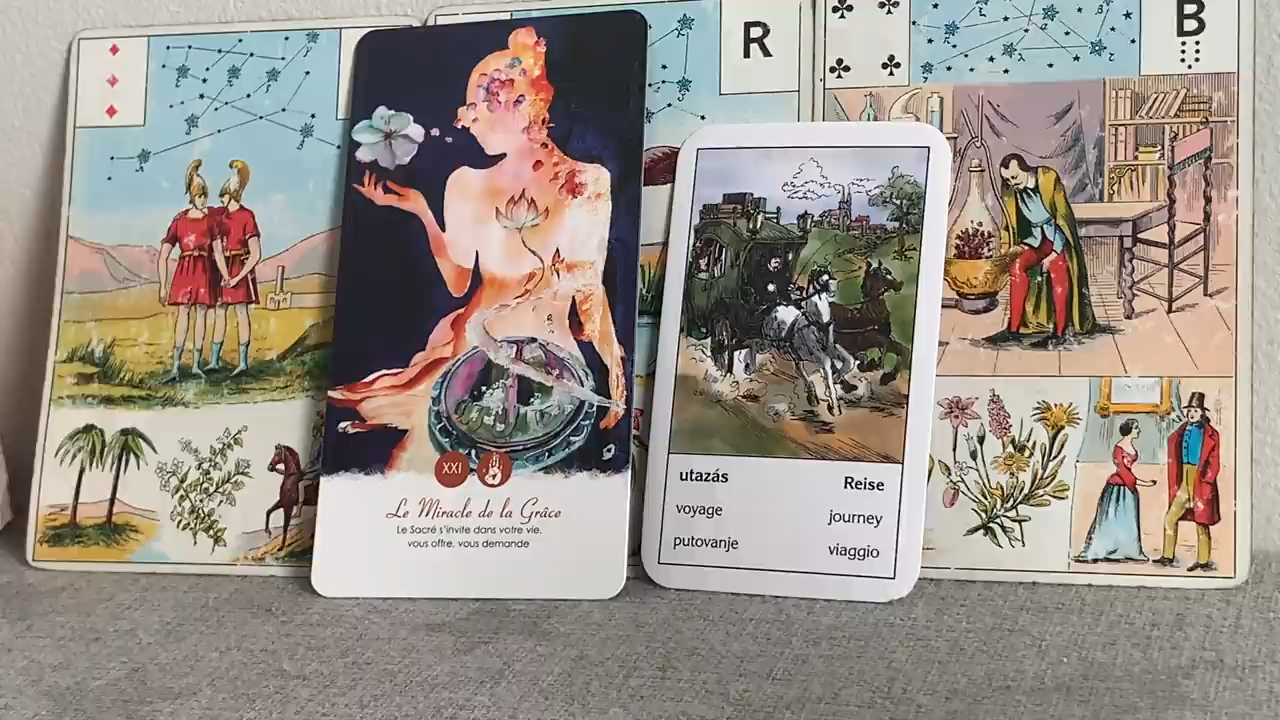 R
B
XXI
Le Miracle de la Grâce
Le Sacré s'invite dans votre vie,
vous offre, vous demande
utazás Reise
voyage journey
putovanje viaggio